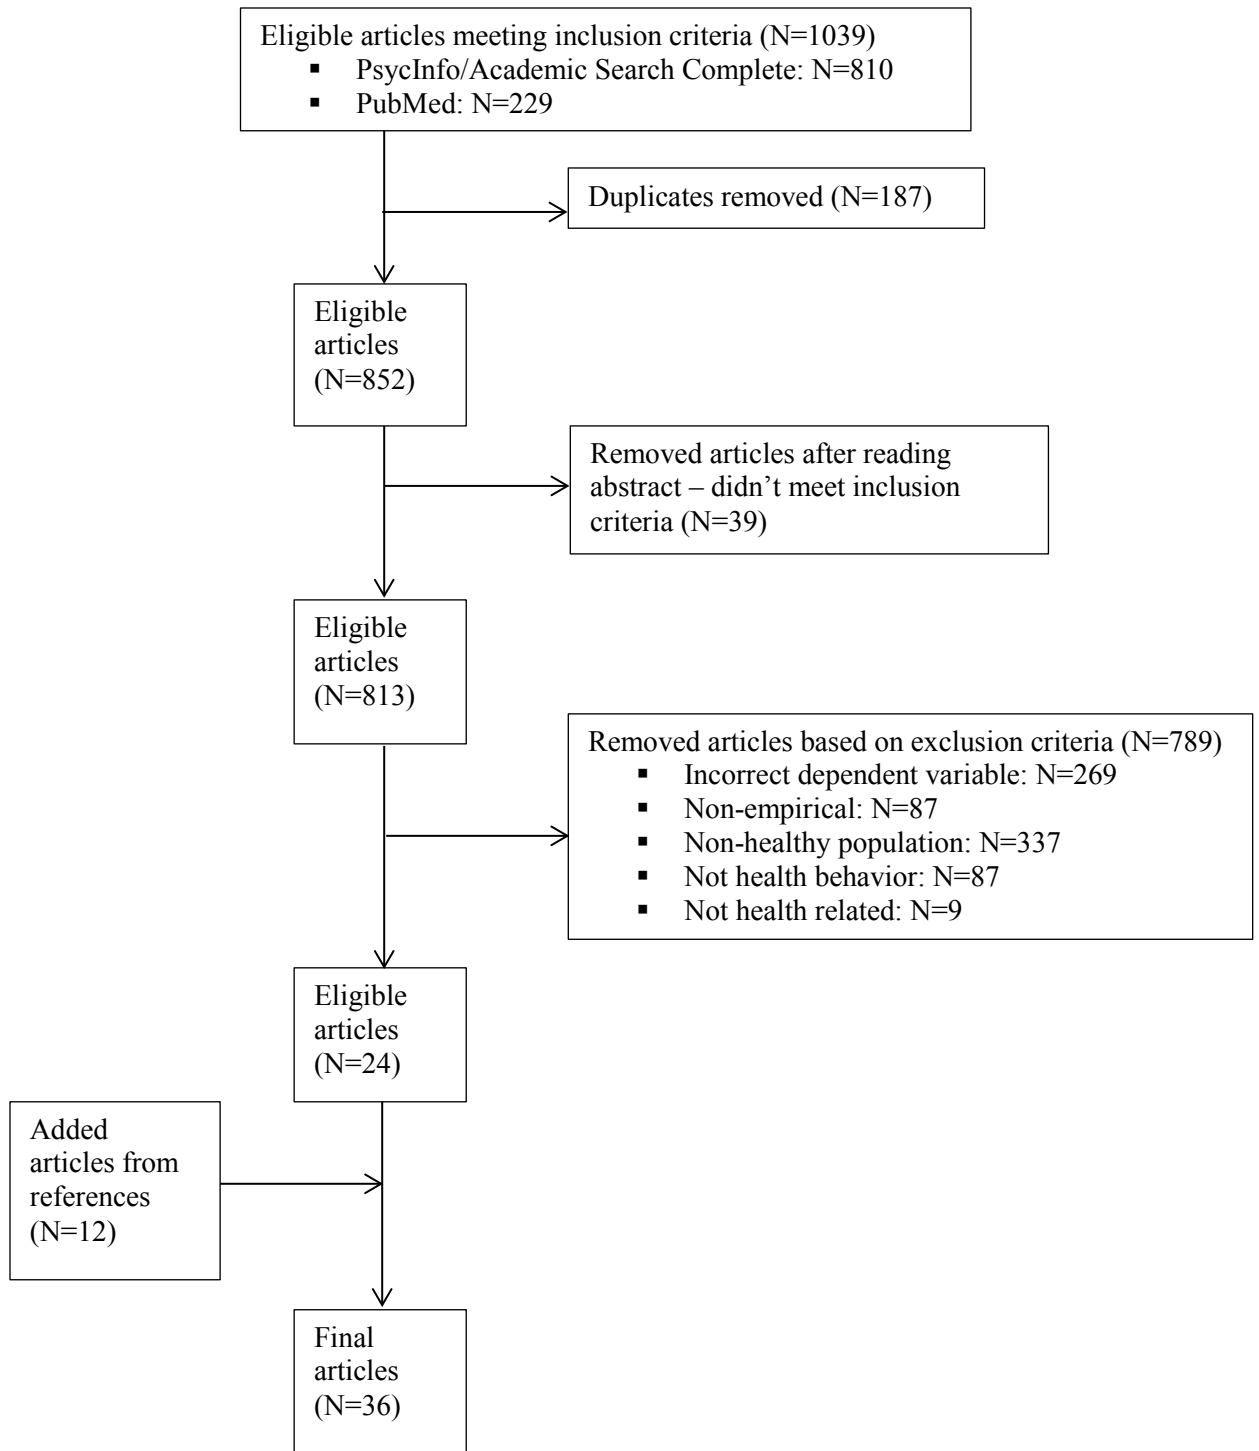 Eligible articles meeting inclusion criteria (N=1039)
▪ PsycInfo/Academic Search Complete: N=810
▪ PubMed: N=229
Duplicates removed (N=187)
Eligible
articles
(N=852)
Removed articles after reading
abstract – didn’t meet inclusion
criteria (N=39)
Eligible
articles
(N=813)
Removed articles based on exclusion criteria (N=789)
▪ Incorrect dependent variable: N=269
▪ Non-empirical: N=87
▪ Non-healthy population: N=337
▪ Not health behavior: N=87
▪ Not health related: N=9
Eligible
articles
(N=24)
Added
articles from
references
(N=12)
Final
articles
(N=36)